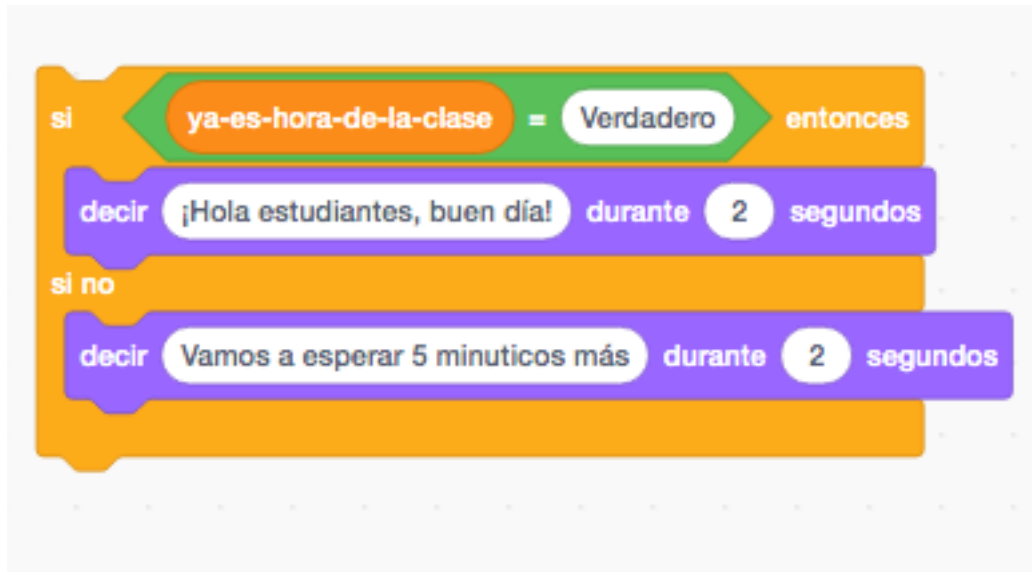 si ya-es-hora-de-la-clase = Verdadero entonces
decir ¡Hola estudiantes, buen día! durante 2 segundos
si no
decir Vamos a esperar 5 minuticos más durante 2 segundos